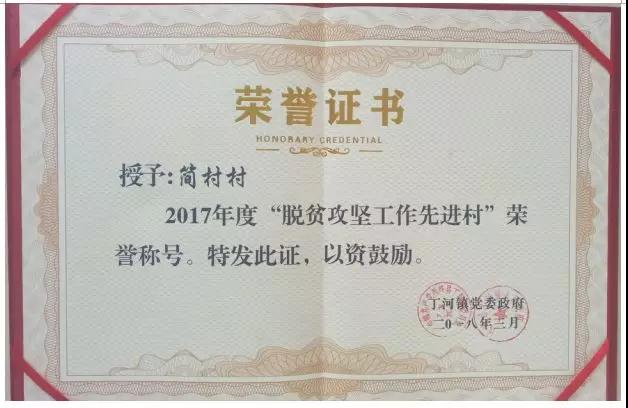 荣誉证书
HONORARY CREDENTIAL
授予:简村村
2017年度“脱贫攻坚工作先进村”荣
誉称号。特发此证，以资鼓励。
丁河镇党委政府
二〇一八年三月